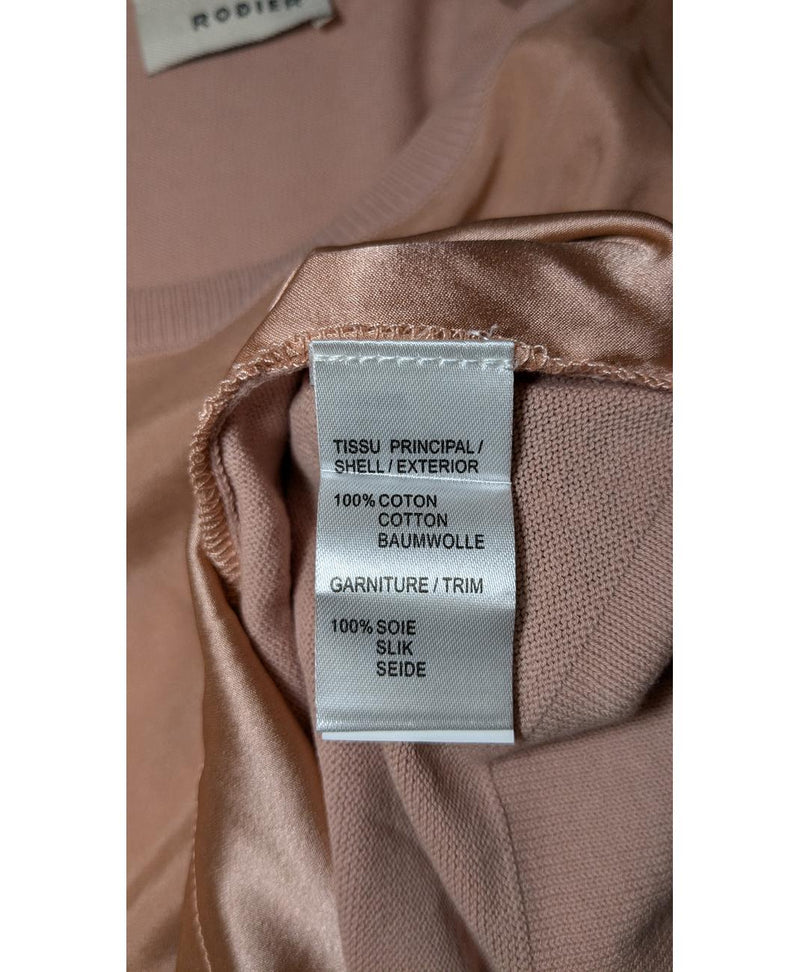 RODIER
TISSU PRINCIPAL /
SHELL / EXTERIOR
100% COTON
COTTON
BAUMWOLLE
GARNITURE / TRIM
100% SOIE
SLIK
SEIDE